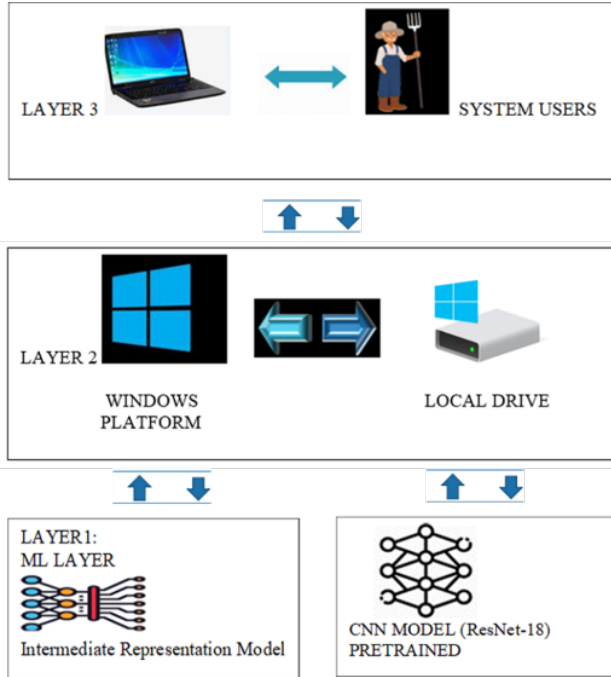 LAYER 3
SYSTEM USERS
LAYER 2
WINDOWS
PLATFORM
LOCAL DRIVE
LAYER1:
ML LAYER
Intermediate Representation Model
CNN MODEL (ResNet-18)
PRETRAINED